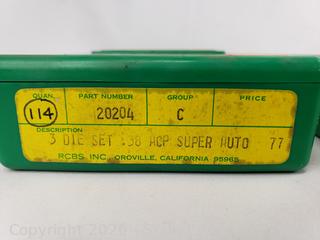 QUAN. PART NUMBER GROUP PRICE
114 20204 C
DESCRIPTION
3 DIE SET .38 ACP SUPER AUTO 77
RCBS INC., OROVILLE, CALIFORNIA 95965